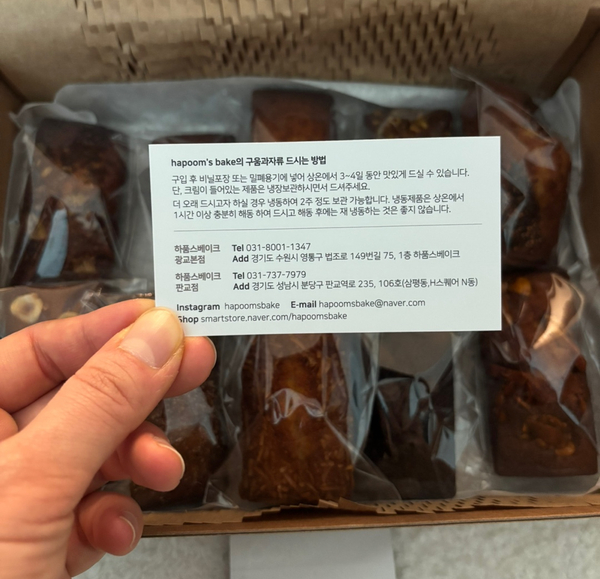 hapoom's bake의 구움과자류 드시는 방법
구입 후 비닐포장 또는 밀폐용기에 넣어 상온에서 3~4일 동안 맛있게 드실 수 있습니다.
단, 크림이 들어있는 제품은 냉장보관하시면서 드셔주세요.
더 오래 드시고자 하실 경우 냉동하여 2주 정도 보관 가능합니다. 냉동제품은 상온에서
1시간 이상 충분히 해동 하여 드시고 해동 후에는 재 냉동하는 것은 좋지 않습니다.
하품스베이크 Tel 031-8001-1347
광교본점 Add 경기도 수원시 영통구 법조로 149번길 75, 1층 하품스베이크
하품스베이크 Tel 031-737-7979
판교점 Add 경기도 성남시 분당구 판교역로 235, 106호(삼평동,H스퀘어 N동)
Instagram hapoomsbake E-mail hapoomsbake@naver.com
Shop smartstore.naver.com/hapoomsbake